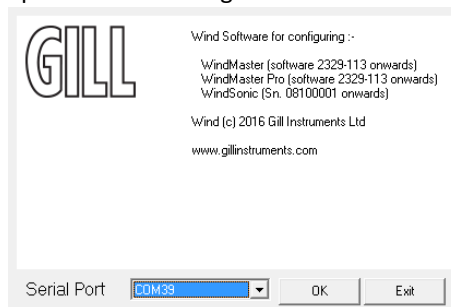 GILL
Wind Software for configuring :-
WindMaster (software 2329-113 onwards)
WindMaster Pro (software 2329-113 onwards)
WindSonic (Sn. 08100001 onwards)
Wind (c) 2016 Gill Instruments Ltd
www.gillinstruments.com
Serial Port COM39 OK Exit